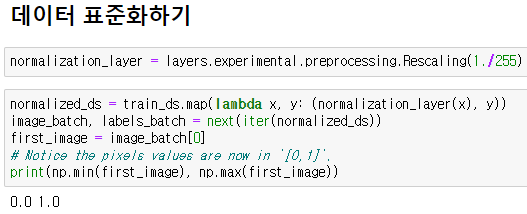 데이터 표준화하기
normalization_layer = layers.experimental.preprocessing.Rescaling(1./255)
normalized_ds = train_ds.map(lambda x, y: (normalization_layer(x), y))
image_batch, labels_batch = next(iter(normalized_ds))
first_image = image_batch[0]
# Notice the pixels values are now in `[0,1]`.
print(np.min(first_image), np.max(first_image))
0.0 1.0